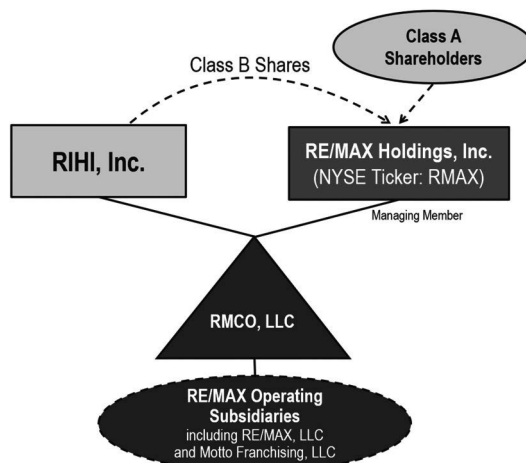 Class A
Shareholders
Class B Shares
RIHI, Inc.
RE/MAX Holdings, Inc.
(NYSE Ticker: RMAX)
Managing Member
RMCO, LLC
RE/MAX Operating
Subsidiaries
including RE/MAX, LLC
and Motto Franchising, LLC